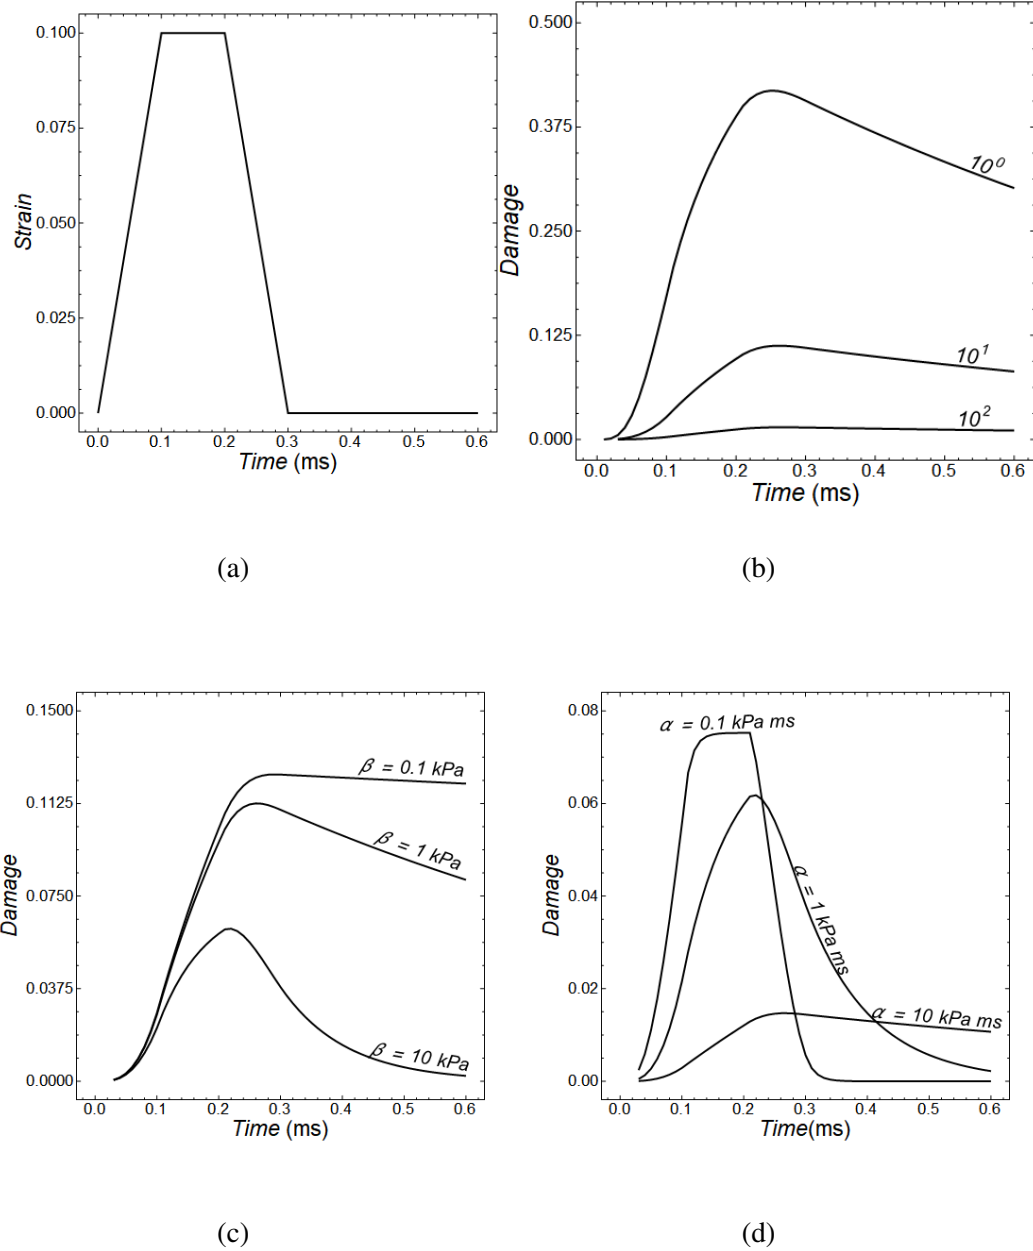 0.100
0.075
0.050
0.025
0.000
Strain
0.0 0.1 0.2 0.3 0.4 0.5 0.6
Time (ms)
(a)
0.500
0.375
0.250
0.125
0.000
Damage
10⁰
10¹
10²
0.0 0.1 0.2 0.3 0.4 0.5 0.6
Time (ms)
(b)
0.1500
0.1125
0.0750
0.0375
0.0000
Damage
β = 0.1 kPa
β = 1 kPa
β = 10 kPa
0.0 0.1 0.2 0.3 0.4 0.5 0.6
Time (ms)
(c)
0.08
0.06
0.04
0.02
0.00
Damage
α = 0.1 kPa ms
α = 1 kPa ms
α = 10 kPa ms
0.0 0.1 0.2 0.3 0.4 0.5 0.6
Time(ms)
(d)